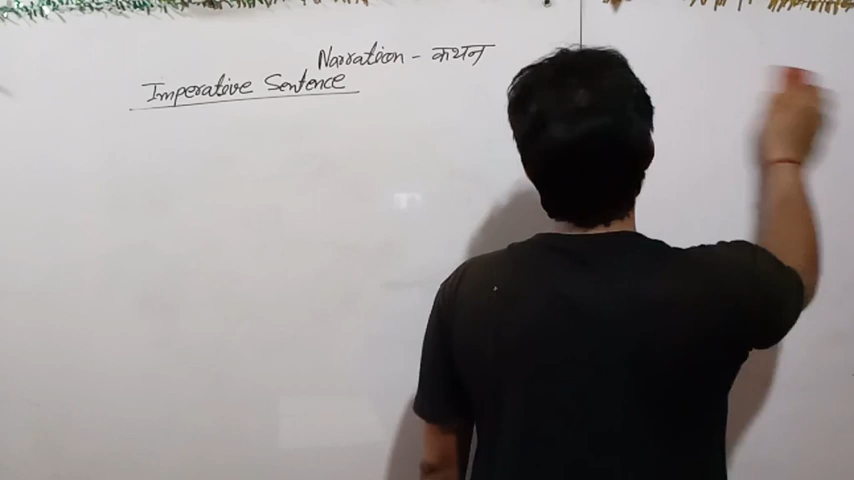 Narration - कथन
Imperative Sentence